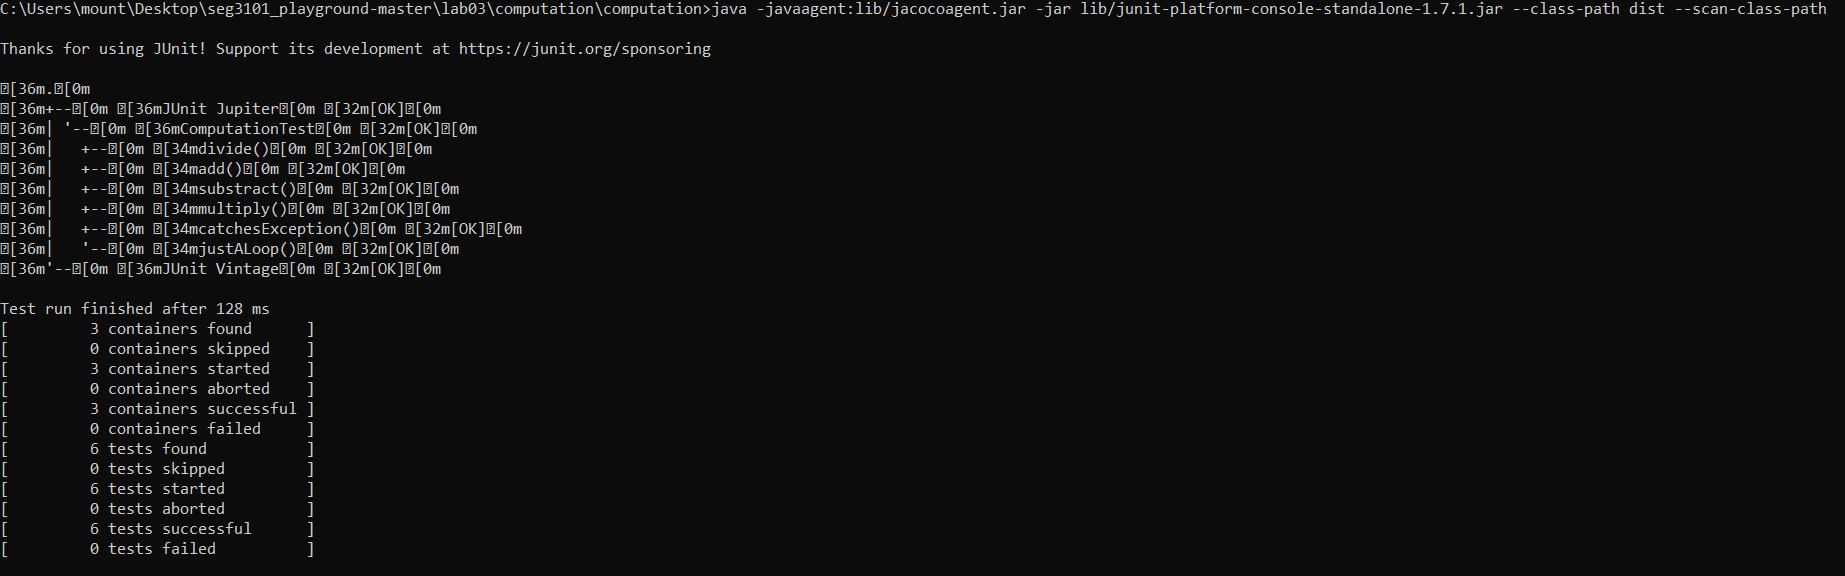 C:\Users\mount\Desktop\seg3101_playground-master\lab03\computation\computation>java -javaagent:lib/jacocoagent.jar -jar lib/junit-platform-console-standalone-1.7.1.jar --class-path dist --scan-class-path
Thanks for using JUnit! Support its development at https://junit.org/sponsoring
⍰[36m.⍰[0m
⍰[36m+--⍰[0m ⍰[36mJUnit Jupiter⍰[0m ⍰[32m[OK]⍰[0m
⍰[36m| '--⍰[0m ⍰[36mComputationTest⍰[0m ⍰[32m[OK]⍰[0m
⍰[36m|   +--⍰[0m ⍰[34mdivide()⍰[0m ⍰[32m[OK]⍰[0m
⍰[36m|   +--⍰[0m ⍰[34madd()⍰[0m ⍰[32m[OK]⍰[0m
⍰[36m|   +--⍰[0m ⍰[34msubstract()⍰[0m ⍰[32m[OK]⍰[0m
⍰[36m|   +--⍰[0m ⍰[34mmultiply()⍰[0m ⍰[32m[OK]⍰[0m
⍰[36m|   +--⍰[0m ⍰[34mcatchesException()⍰[0m ⍰[32m[OK]⍰[0m
⍰[36m|   '--⍰[0m ⍰[34mjustALoop()⍰[0m ⍰[32m[OK]⍰[0m
⍰[36m'--⍰[0m ⍰[36mJUnit Vintage⍰[0m ⍰[32m[OK]⍰[0m
Test run finished after 128 ms
[         3 containers found      ]
[         0 containers skipped    ]
[         3 containers started    ]
[         0 containers aborted    ]
[         3 containers successful ]
[         0 containers failed     ]
[         6 tests found           ]
[         0 tests skipped         ]
[         6 tests started         ]
[         0 tests aborted         ]
[         6 tests successful      ]
[         0 tests failed          ]